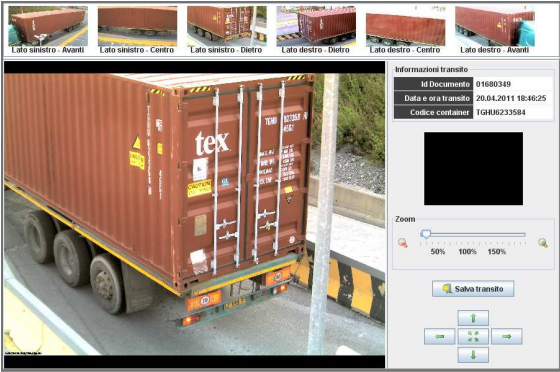 Lato sinistro - Avanti
Lato sinistro - Centro
Lato sinistro - Dietro
Lato destro - Dietro
Lato destro - Centro
Lato destro - Avanti
Informazioni transito
Id Documento 01680349
Data e ora transito 20.04.2011 18:46:25
Codice container TGHU6233584
tex
TGHU
45G1
CAUTION
Zoom
50% 100% 150%
Salva transito